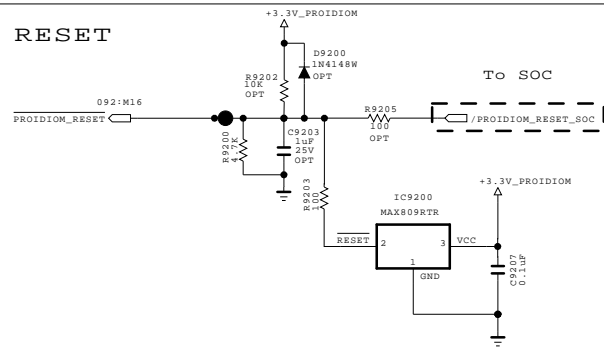 RESET
+3.3V_PROIDIOM
D9200
1N4148W
OPT
R9202
10K
OPT
To SOC
092:M16
PROIDIOM_RESET
R9205
100
OPT
/PROIDIOM_RESET_SOC
R9200
4.7K
C9203
1uF
25V
OPT
R9203
100
IC9200
MAX809RTR
+3.3V_PROIDIOM
RESET
2
3
VCC
1
GND
C9207
0.1uF